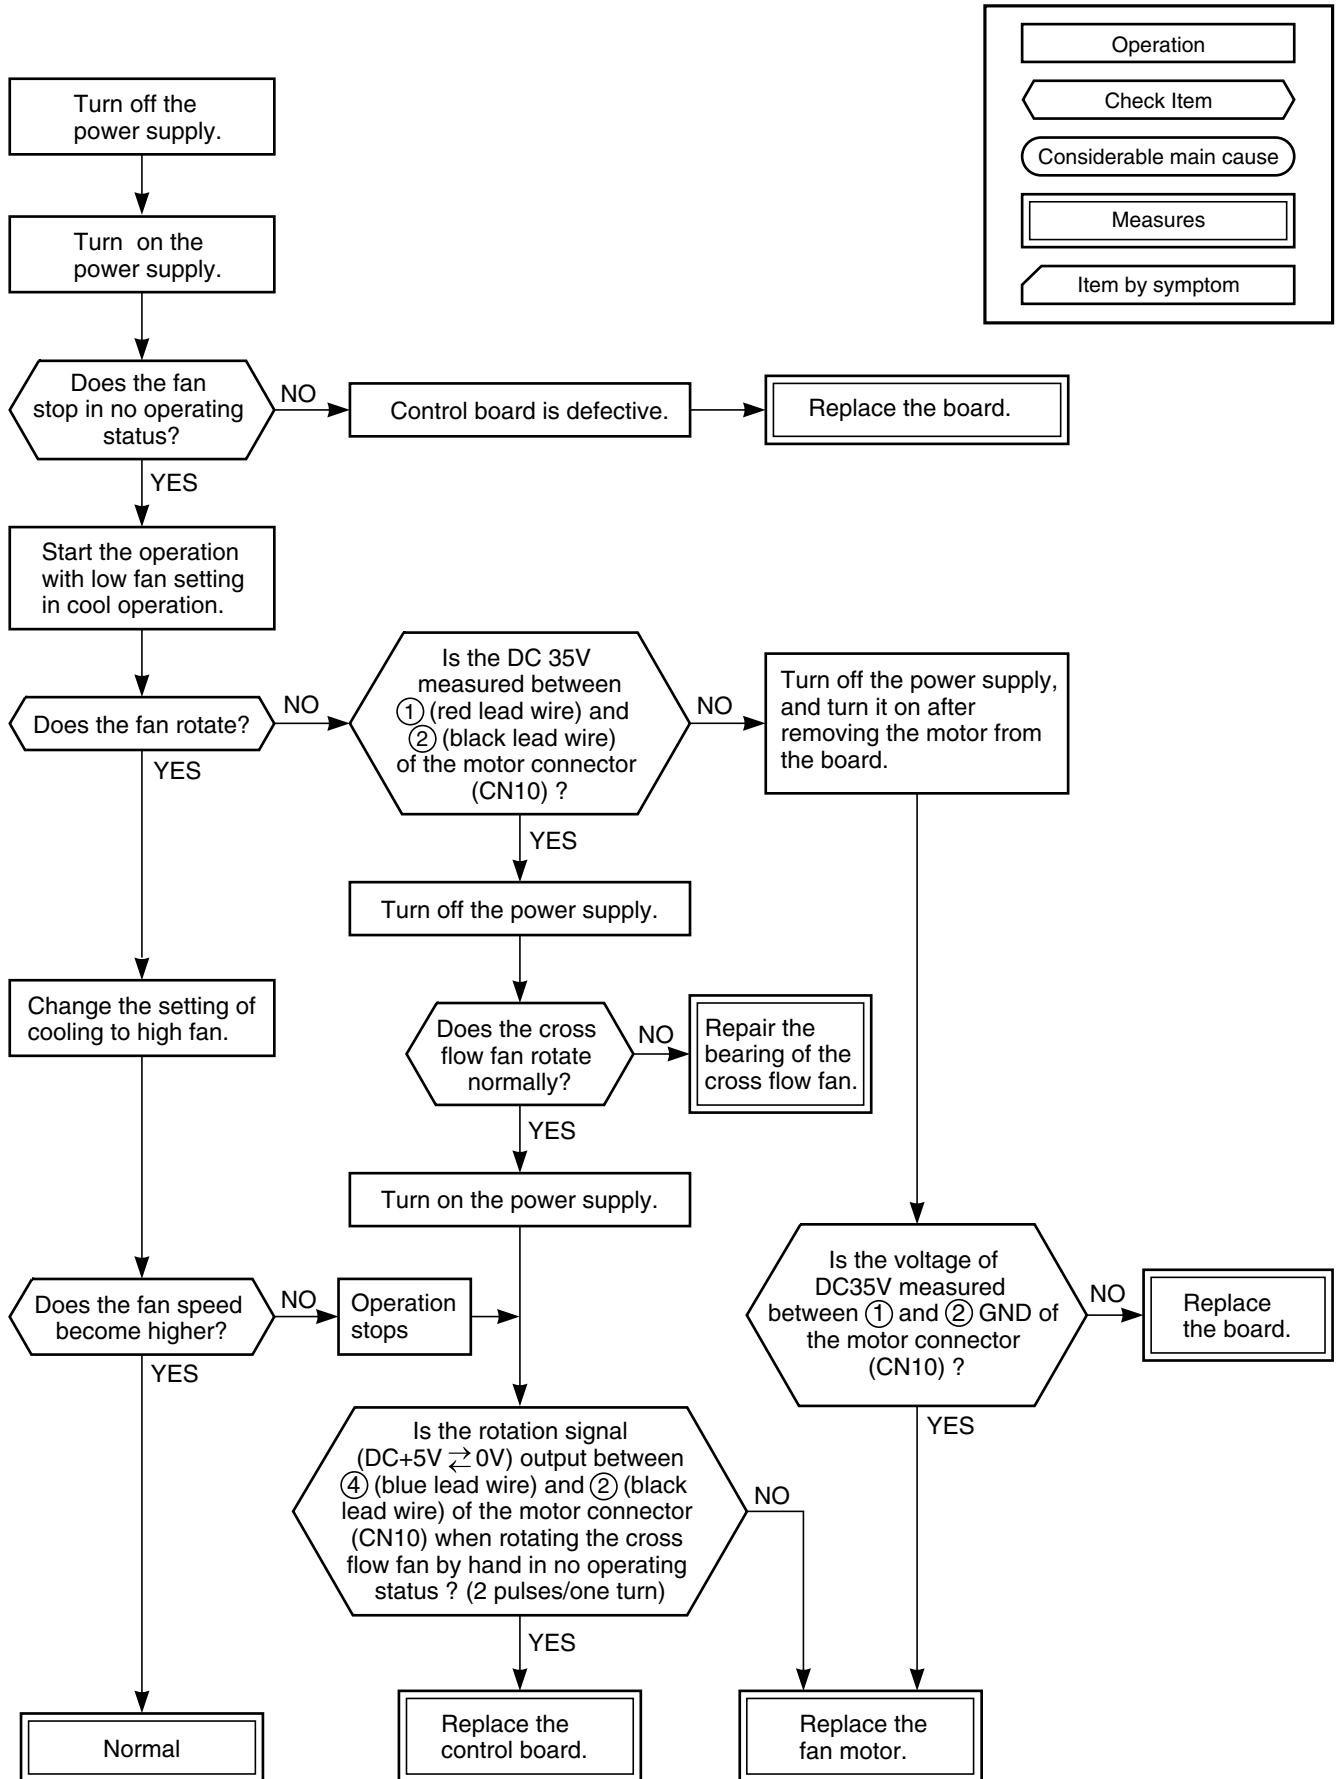 Operation
Check Item
Considerable main cause
Measures
Item by symptom
Turn off the
power supply.
Turn on the
power supply.
Does the fan
stop in no operating
status?
NO
Control board is defective.
Replace the board.
YES
Start the operation
with low fan setting
in cool operation.
Does the fan rotate?
NO
Is the DC 35V
measured between
① (red lead wire) and
② (black lead wire)
of the motor connector
(CN10) ?
NO
Turn off the power supply,
and turn it on after
removing the motor from
the board.
YES
YES
Turn off the power supply.
Change the setting of
cooling to high fan.
Does the cross
flow fan rotate
normally?
NO
Repair the
bearing of the
cross flow fan.
YES
Turn on the power supply.
Does the fan speed
become higher?
NO
Operation
stops
Is the voltage of
DC35V measured
between ① and ② GND of
the motor connector
(CN10) ?
NO
Replace
the board.
YES
YES
Is the rotation signal
(DC+5V ⇄ 0V) output between
④ (blue lead wire) and ② (black
lead wire) of the motor connector
(CN10) when rotating the cross
flow fan by hand in no operating
status ? (2 pulses/one turn)
NO
YES
Normal
Replace the
control board.
Replace the
fan motor.